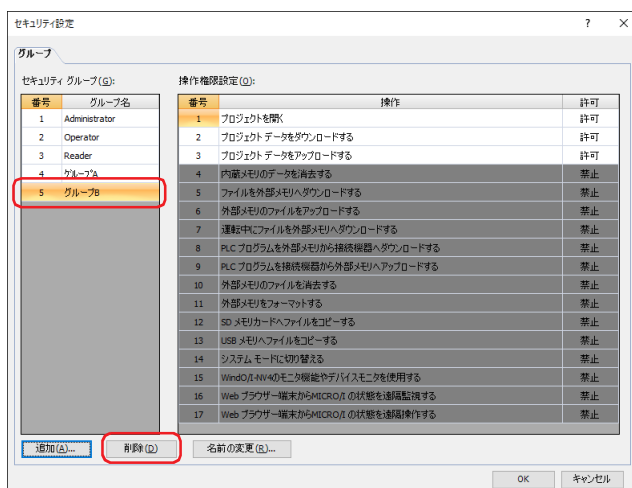 セキュリティ設定 ? ×
グループ
セキュリティ グループ(G): 操作権限設定(O):
番号 グループ名 番号 操作 許可
1 Administrator 1 プロジェクトを開く 許可
2 Operator 2 プロジェクト データをダウンロードする 許可
3 Reader 3 プロジェクト データをアップロードする 許可
4 グループA 4 内蔵メモリのデータを消去する 禁止
5 グループB 5 ファイルを外部メモリへダウンロードする 禁止
6 外部メモリのファイルをアップロードする 禁止
7 運転中にファイルを外部メモリへダウンロードする 禁止
8 PLC プログラムを外部メモリから接続機器へダウンロードする 禁止
9 PLC プログラムを接続機器から外部メモリへアップロードする 禁止
10 外部メモリのファイルを消去する 禁止
11 外部メモリをフォーマットする 禁止
12 SD メモリカードへファイルをコピーする 禁止
13 USB メモリへファイルをコピーする 禁止
14 システム モードに切り替える 禁止
15 WindO/I-NV4のモニタ機能やデバイスモニタを使用する 禁止
16 Web ブラウザー端末からMICRO/I の状態を遠隔監視する 禁止
17 Web ブラウザー端末からMICRO/I の状態を遠隔操作する 禁止
追加(A)... 削除(D) 名前の変更(R)...
OK キャンセル